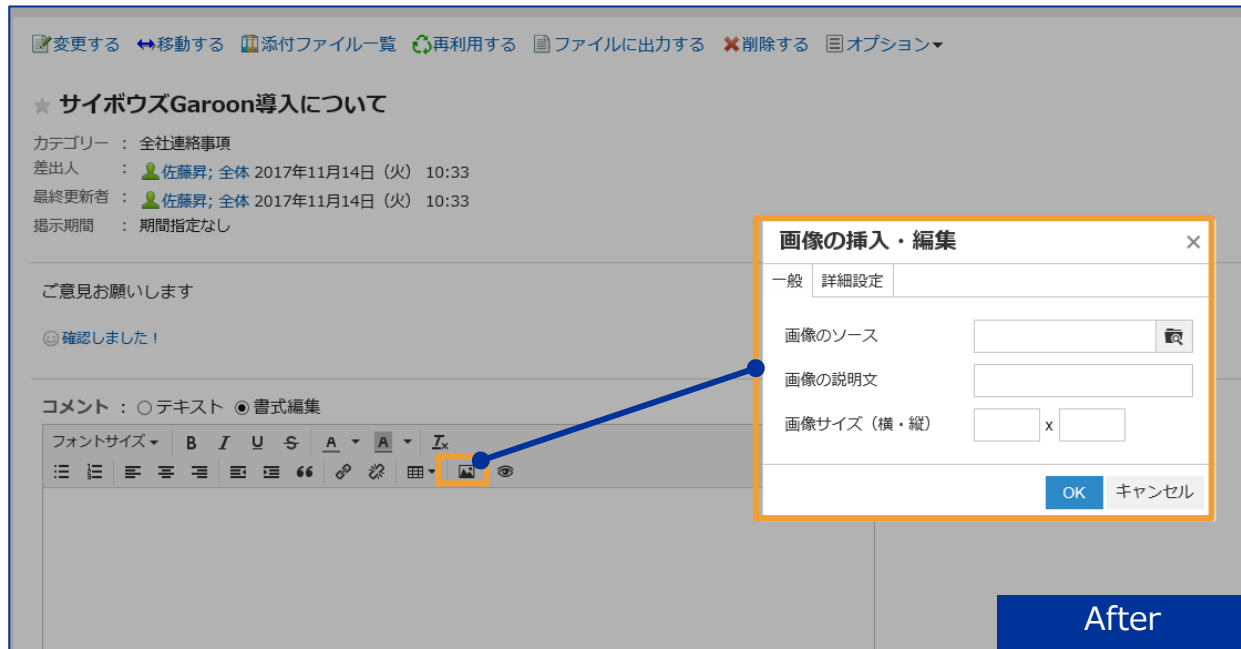 変更する 移動する 添付ファイル一覧 再利用する ファイルに出力する 削除する オプション
サイボウズGaroon導入について
カテゴリー ： 全社連絡事項
差出人 ： 佐藤昇; 全体 2017年11月14日（火） 10:33
最終更新者 ： 佐藤昇; 全体 2017年11月14日（火） 10:33
掲示期間 ： 期間指定なし
ご意見お願いします
確認しました！
コメント ： テキスト 書式編集
フォントサイズ B I U S A A Tx
画像の挿入・編集 ×
一般 詳細設定
画像のソース
画像の説明文
画像サイズ（横・縦） x
OK キャンセル
After